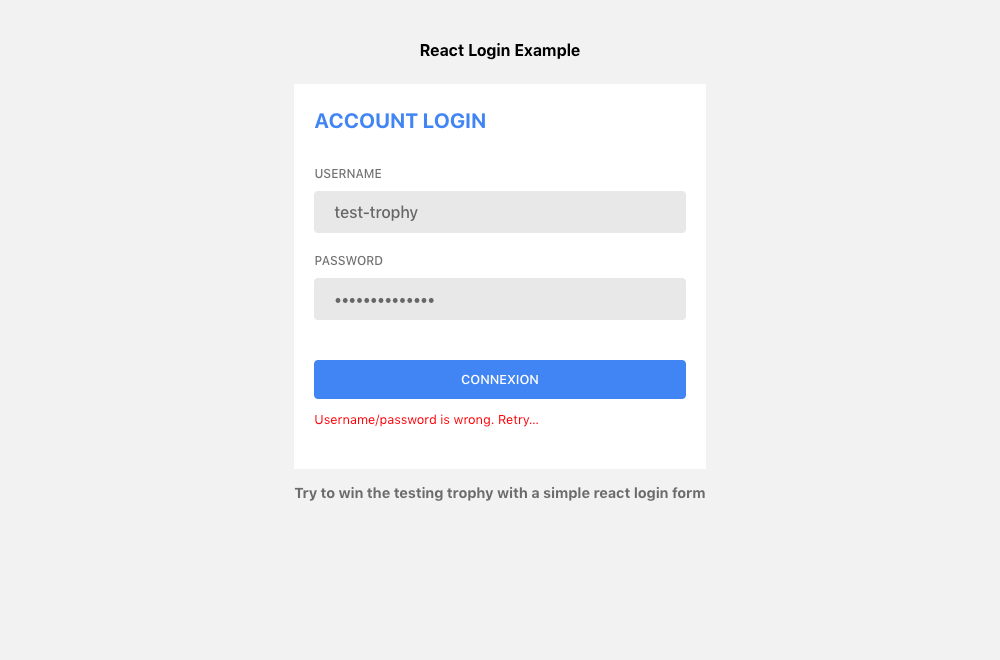 React Login Example
ACCOUNT LOGIN
USERNAME
test-trophy
PASSWORD
••••••••••••••
CONNEXION
Username/password is wrong. Retry...
Try to win the testing trophy with a simple react login form